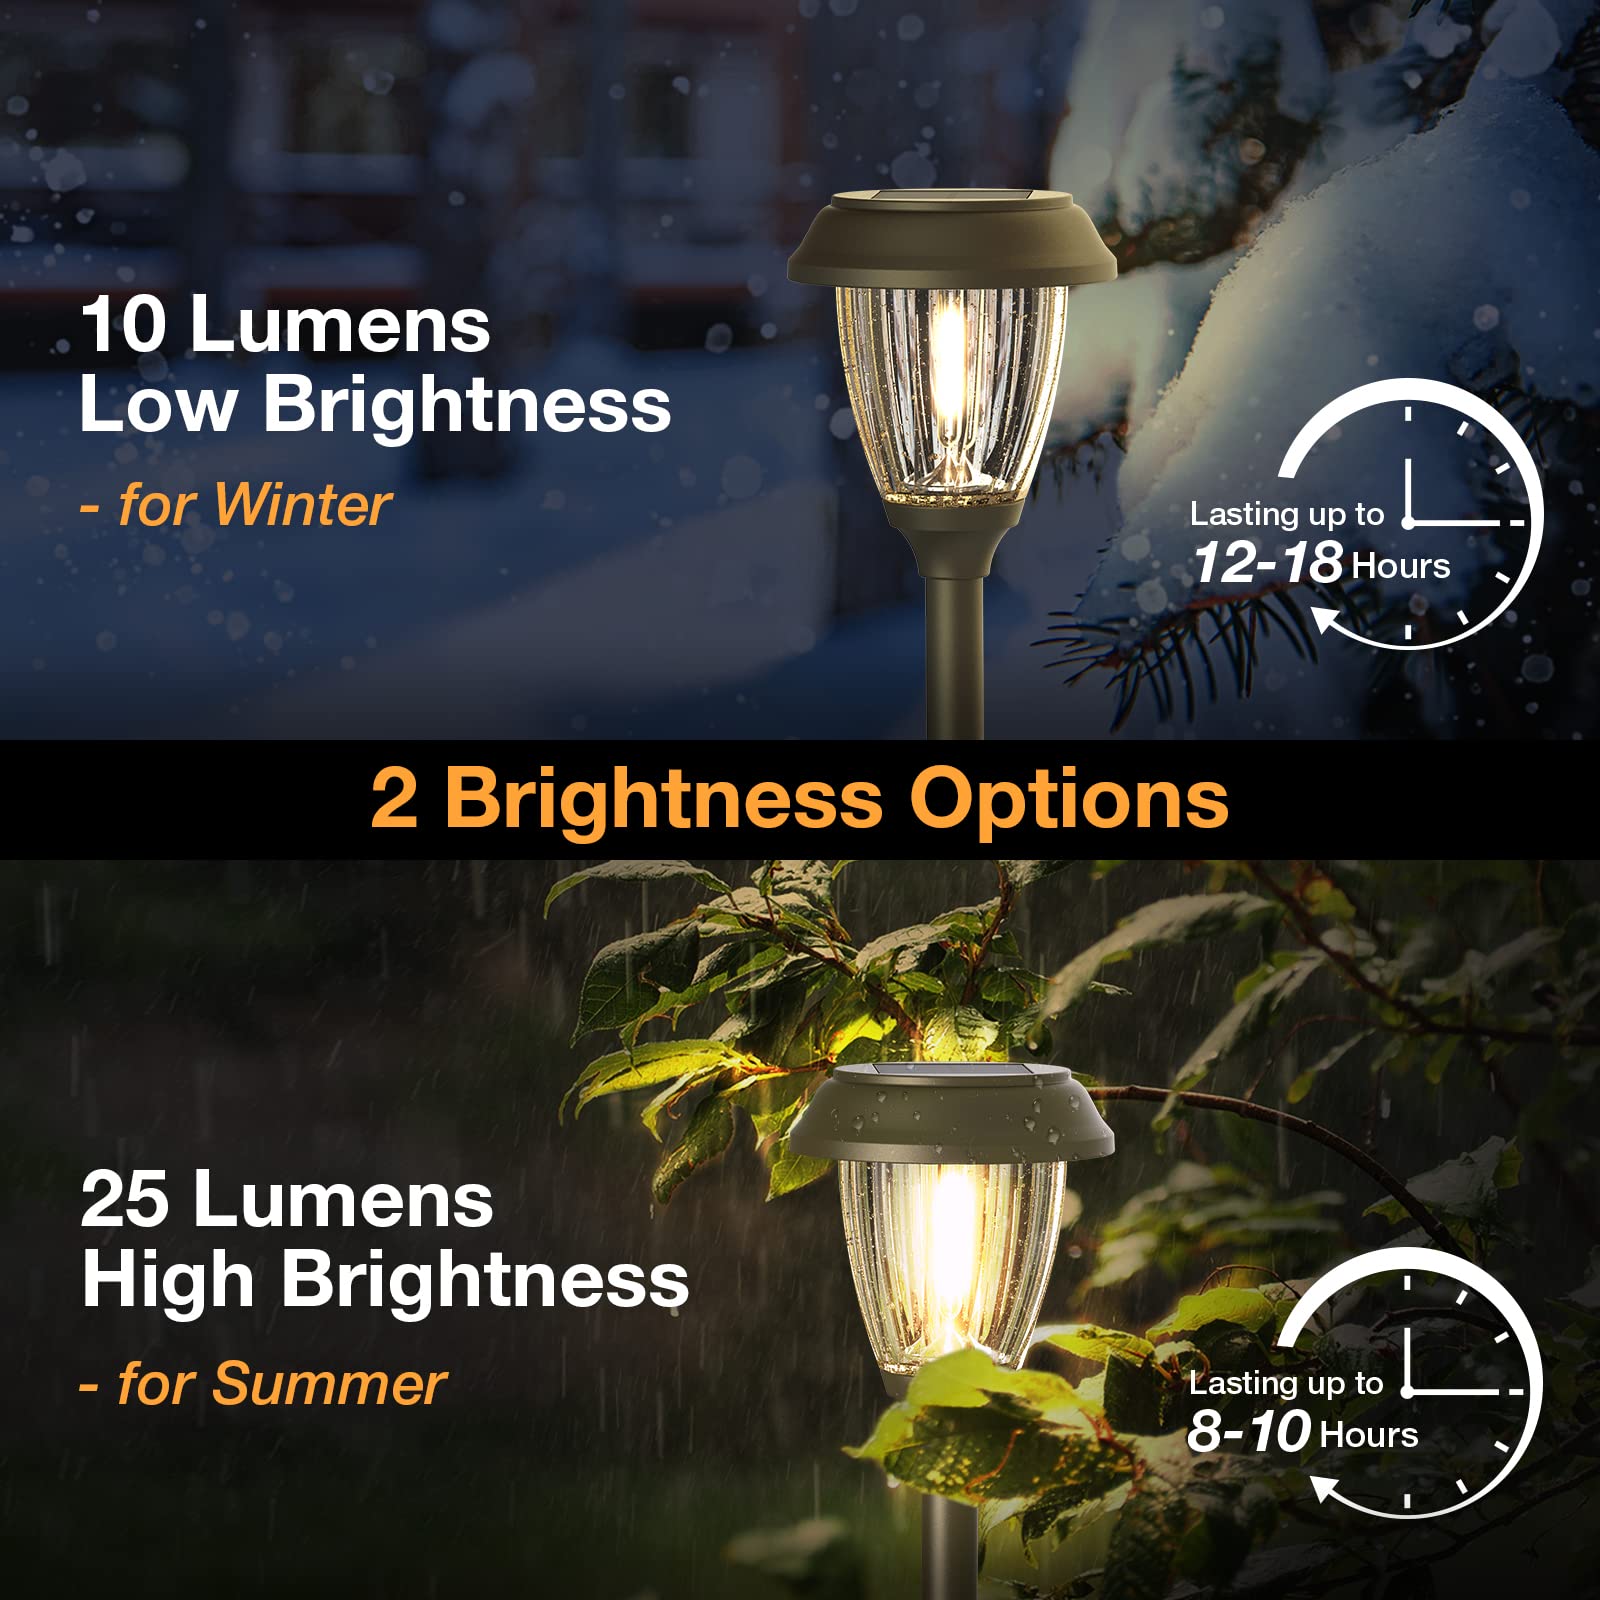 10 Lumens
Low Brightness
- for Winter
Lasting up to
12-18 Hours
2 Brightness Options
25 Lumens
High Brightness
- for Summer
Lasting up to
8-10 Hours